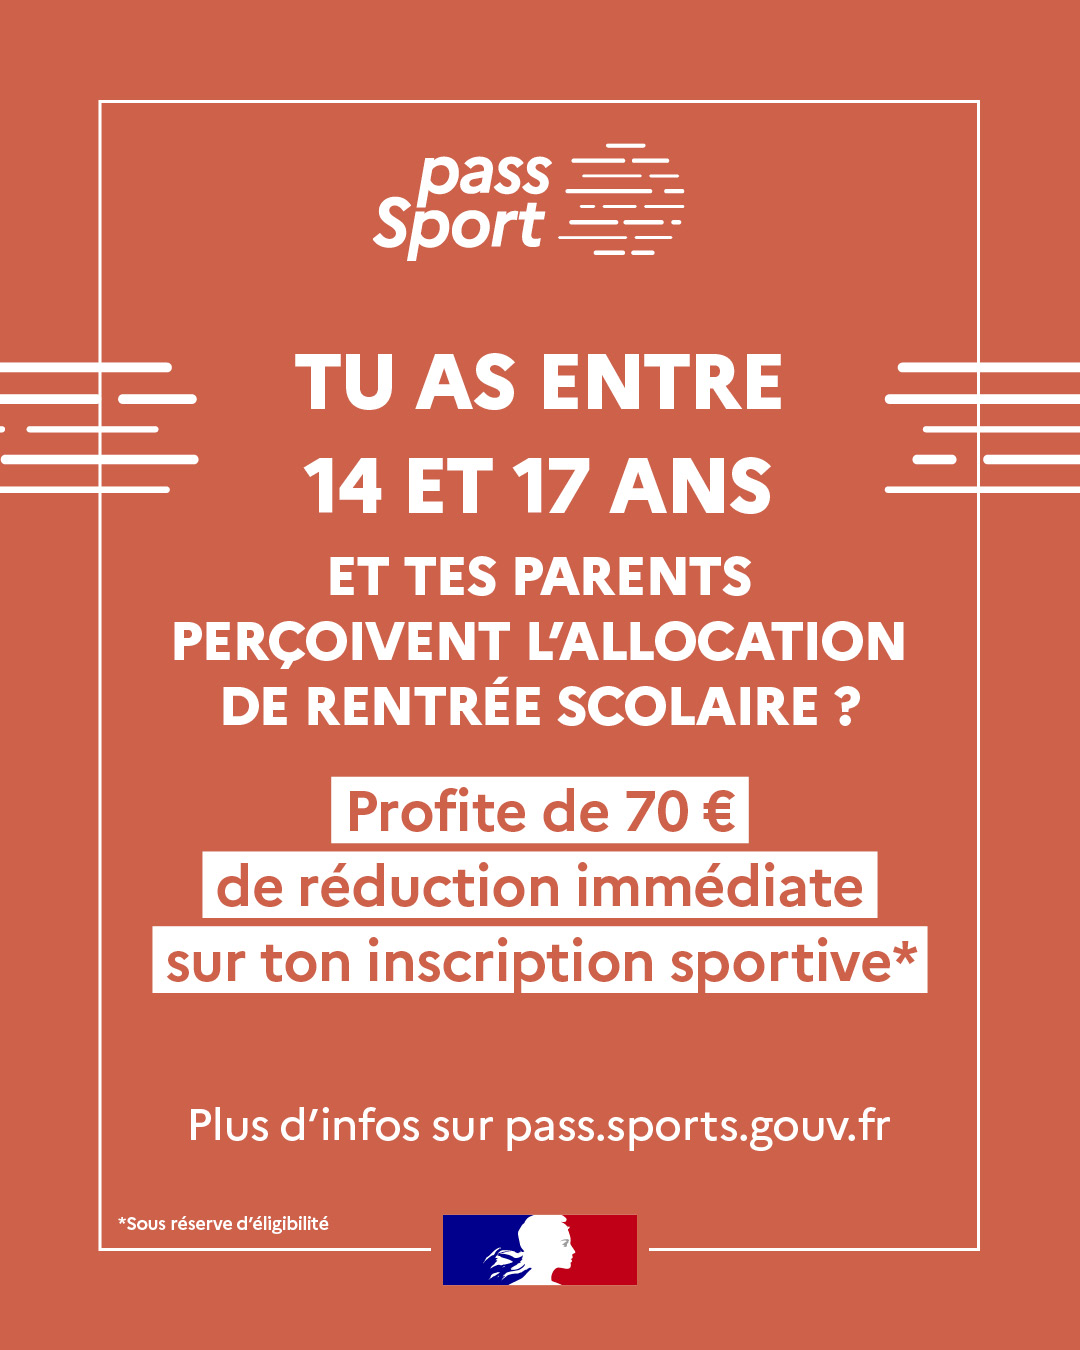 pass
Sport
TU AS ENTRE
14 ET 17 ANS
ET TES PARENTS
PERÇOIVENT L’ALLOCATION
DE RENTRÉE SCOLAIRE ?
Profite de 70 €
de réduction immédiate
sur ton inscription sportive*
Plus d’infos sur pass.sports.gouv.fr
*Sous réserve d’éligibilité